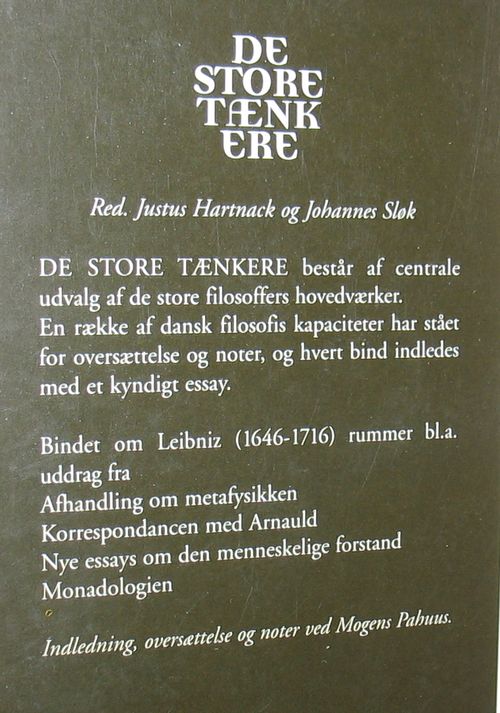 DE
STORE
TÆNK
ERE
Red. Justus Hartnack og Johannes Sløk
DE STORE TÆNKERE består af centrale
udvalg af de store filosoffers hovedværker.
En række af dansk filosofis kapaciteter har stået
for oversættelse og noter, og hvert bind indledes
med et kyndigt essay.
Bindet om Leibniz (1646-1716) rummer bl.a.
uddrag fra
Afhandling om metafysikken
Korrespondancen med Arnauld
Nye essays om den menneskelige forstand
Monadologien
Indledning, oversættelse og noter ved Mogens Pahuus.